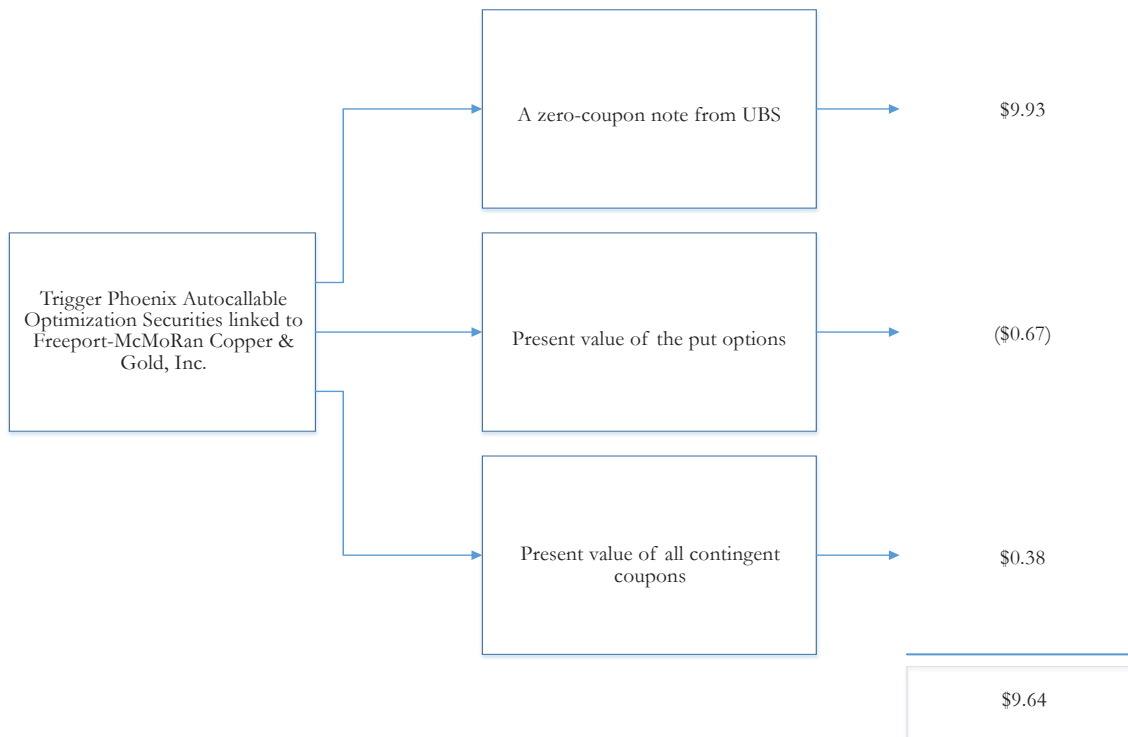 A zero-coupon note from UBS
$9.93
Trigger Phoenix Autocallable
Optimization Securities linked to
Freeport-McMoRan Copper &
Gold, Inc.
Present value of the put options
($0.67)
Present value of all contingent
coupons
$0.38
$9.64